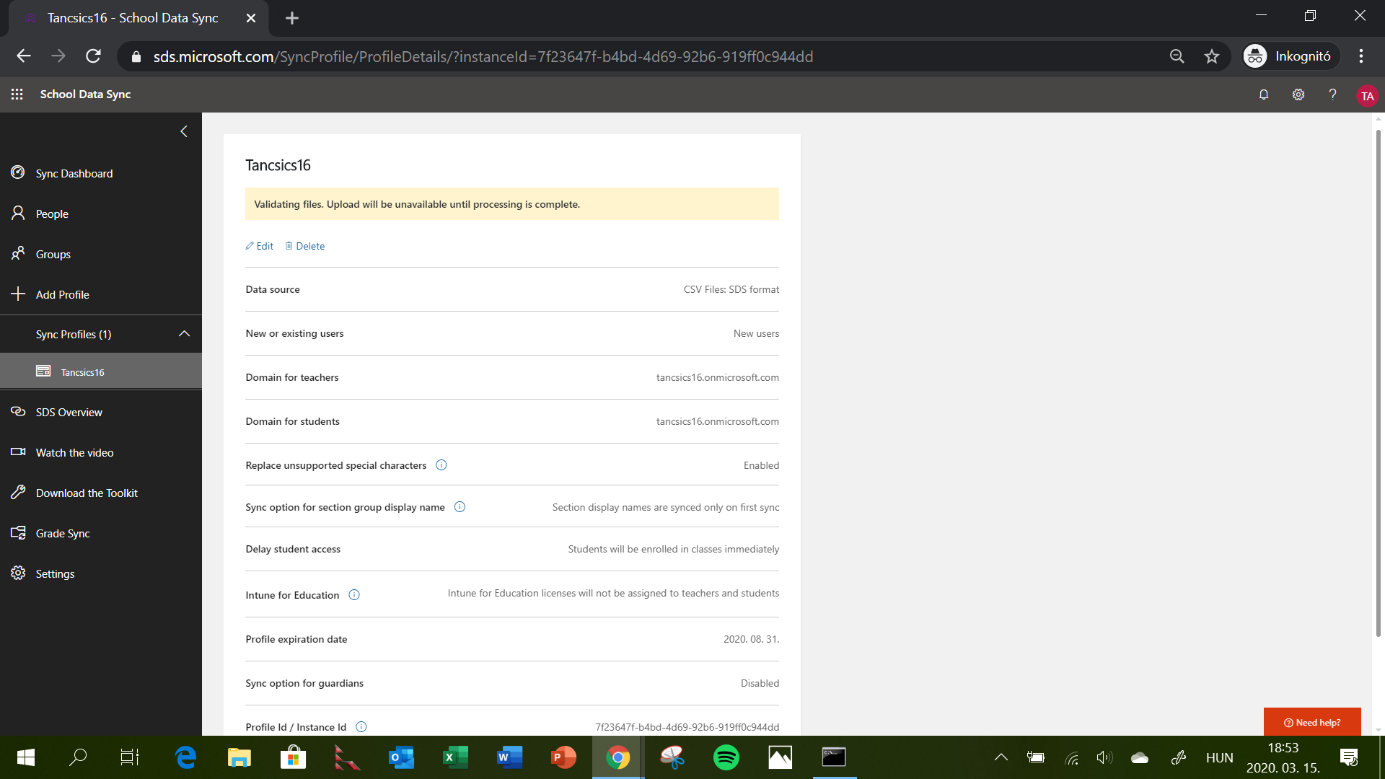 Tancsics16 - School Data Sync
sds.microsoft.com/SyncProfile/ProfileDetails/?instanceId=7f23647f-b4bd-4d69-92b6-919ff0c944dd
Inkognitó
School Data Sync
TA
Sync Dashboard
People
Groups
Add Profile
Sync Profiles (1)
Tancsics16
SDS Overview
Watch the video
Download the Toolkit
Grade Sync
Settings
Tancsics16
Validating files. Upload will be unavailable until processing is complete.
Edit Delete
Data source CSV Files: SDS format
New or existing users New users
Domain for teachers tancsics16.onmicrosoft.com
Domain for students tancsics16.onmicrosoft.com
Replace unsupported special characters Enabled
Sync option for section group display name Section display names are synced only on first sync
Delay student access Students will be enrolled in classes immediately
Intune for Education Intune for Education licenses will not be assigned to teachers and students
Profile expiration date 2020. 08. 31.
Sync option for guardians Disabled
Profile Id / Instance Id 7f23647f-b4bd-4d69-92b6-919ff0c944dd
Need help?
HUN
18:53
2020. 03. 15.